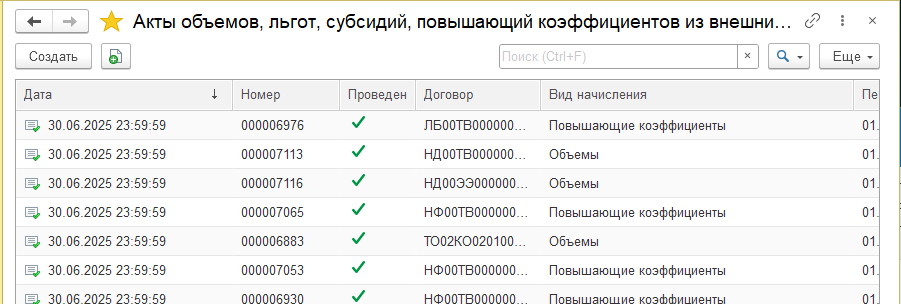 Акты объемов, льгот, субсидий, повышающий коэффициентов из внешни...
Создать Поиск (Ctrl+F) × Еще
Дата ↓ Номер Проведен Договор Вид начисления Пе
30.06.2025 23:59:59 000006976 ЛБ00ТВ000000... Повышающие коэффициенты 01.
30.06.2025 23:59:59 000007113 НД00ТВ000000... Объемы 01.
30.06.2025 23:59:59 000007116 НД00ЭЭ000000... Объемы 01.
30.06.2025 23:59:59 000007065 НФ00ТВ000000... Повышающие коэффициенты 01.
30.06.2025 23:59:59 000006883 ТО02КО020100... Объемы 01.
30.06.2025 23:59:59 000007053 НФ00ТВ000000... Повышающие коэффициенты 01.
30.06.2025 23:59:59 000006930 НФ00ТВ000000... Повышающие коэффициенты 01.